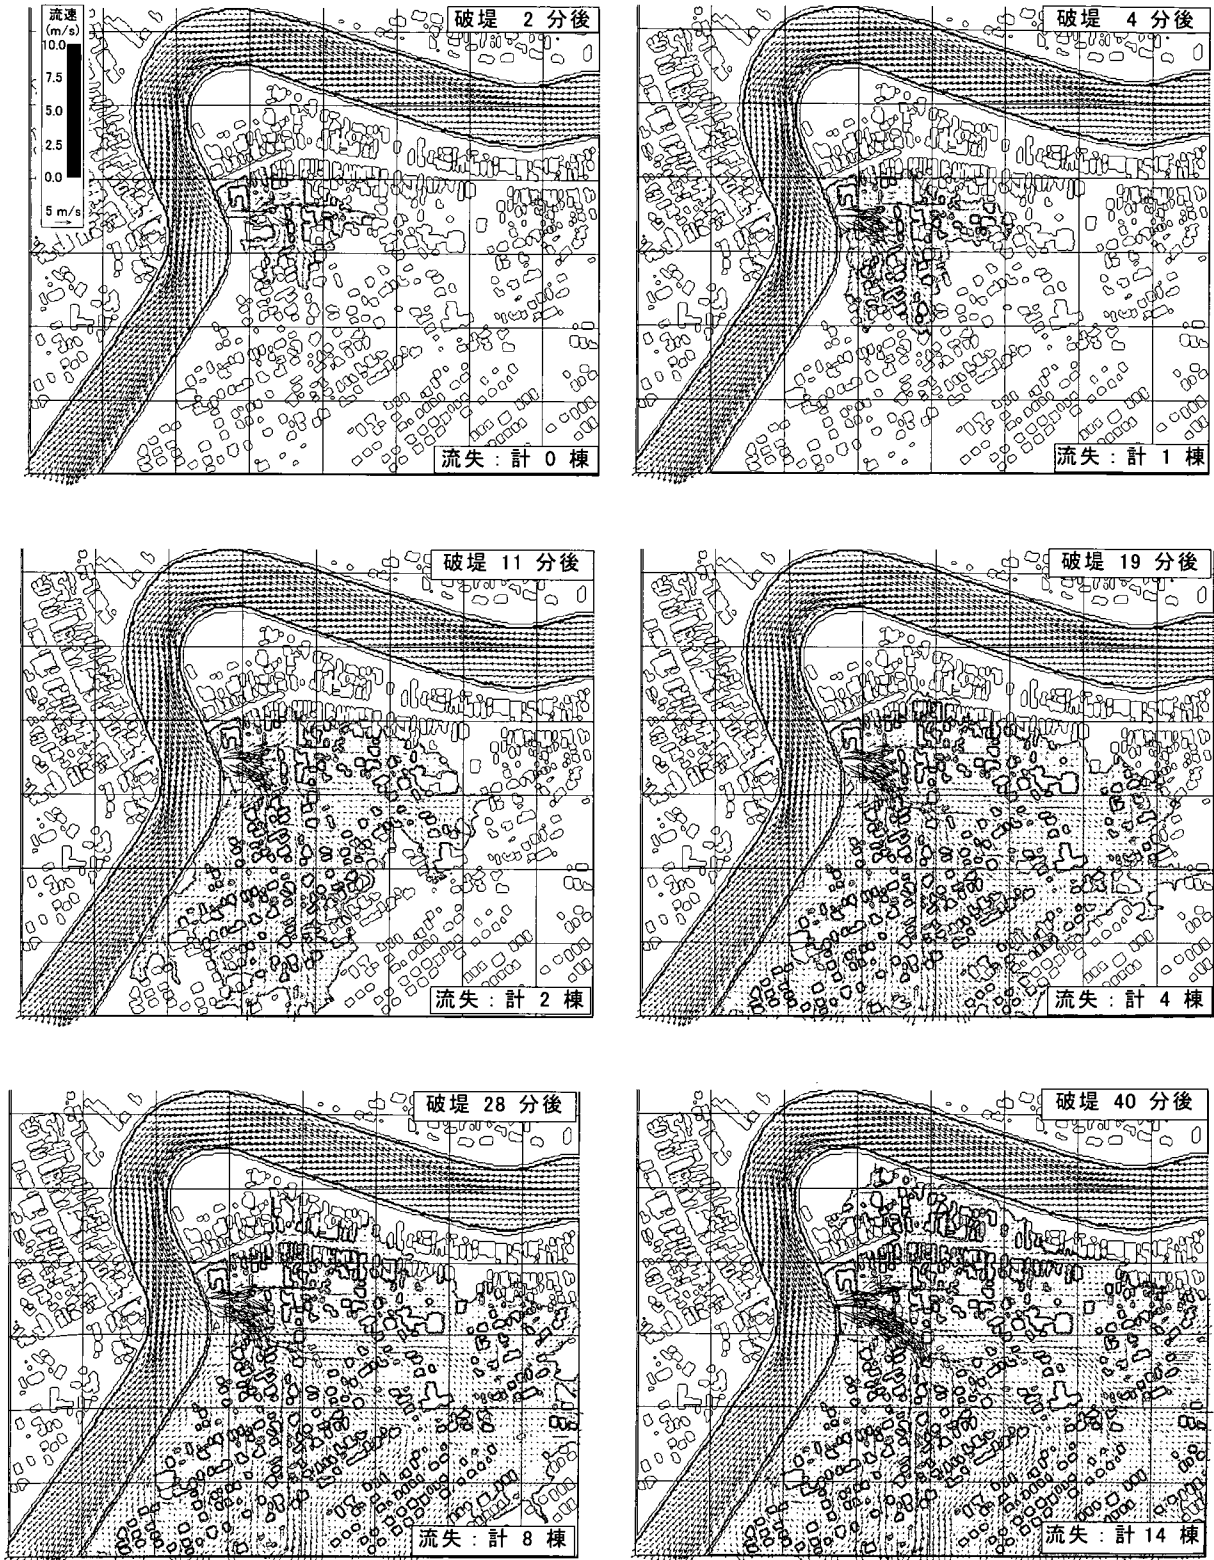 流速
(m/s)
10.0
7.5
5.0
2.5
0.0
5 m/s
破堤 2 分後
流失：計 0 棟
破堤 4 分後
流失：計 1 棟
破堤 11 分後
流失：計 2 棟
破堤 19 分後
流失：計 4 棟
破堤 28 分後
流失：計 8 棟
破堤 40 分後
流失：計 14 棟